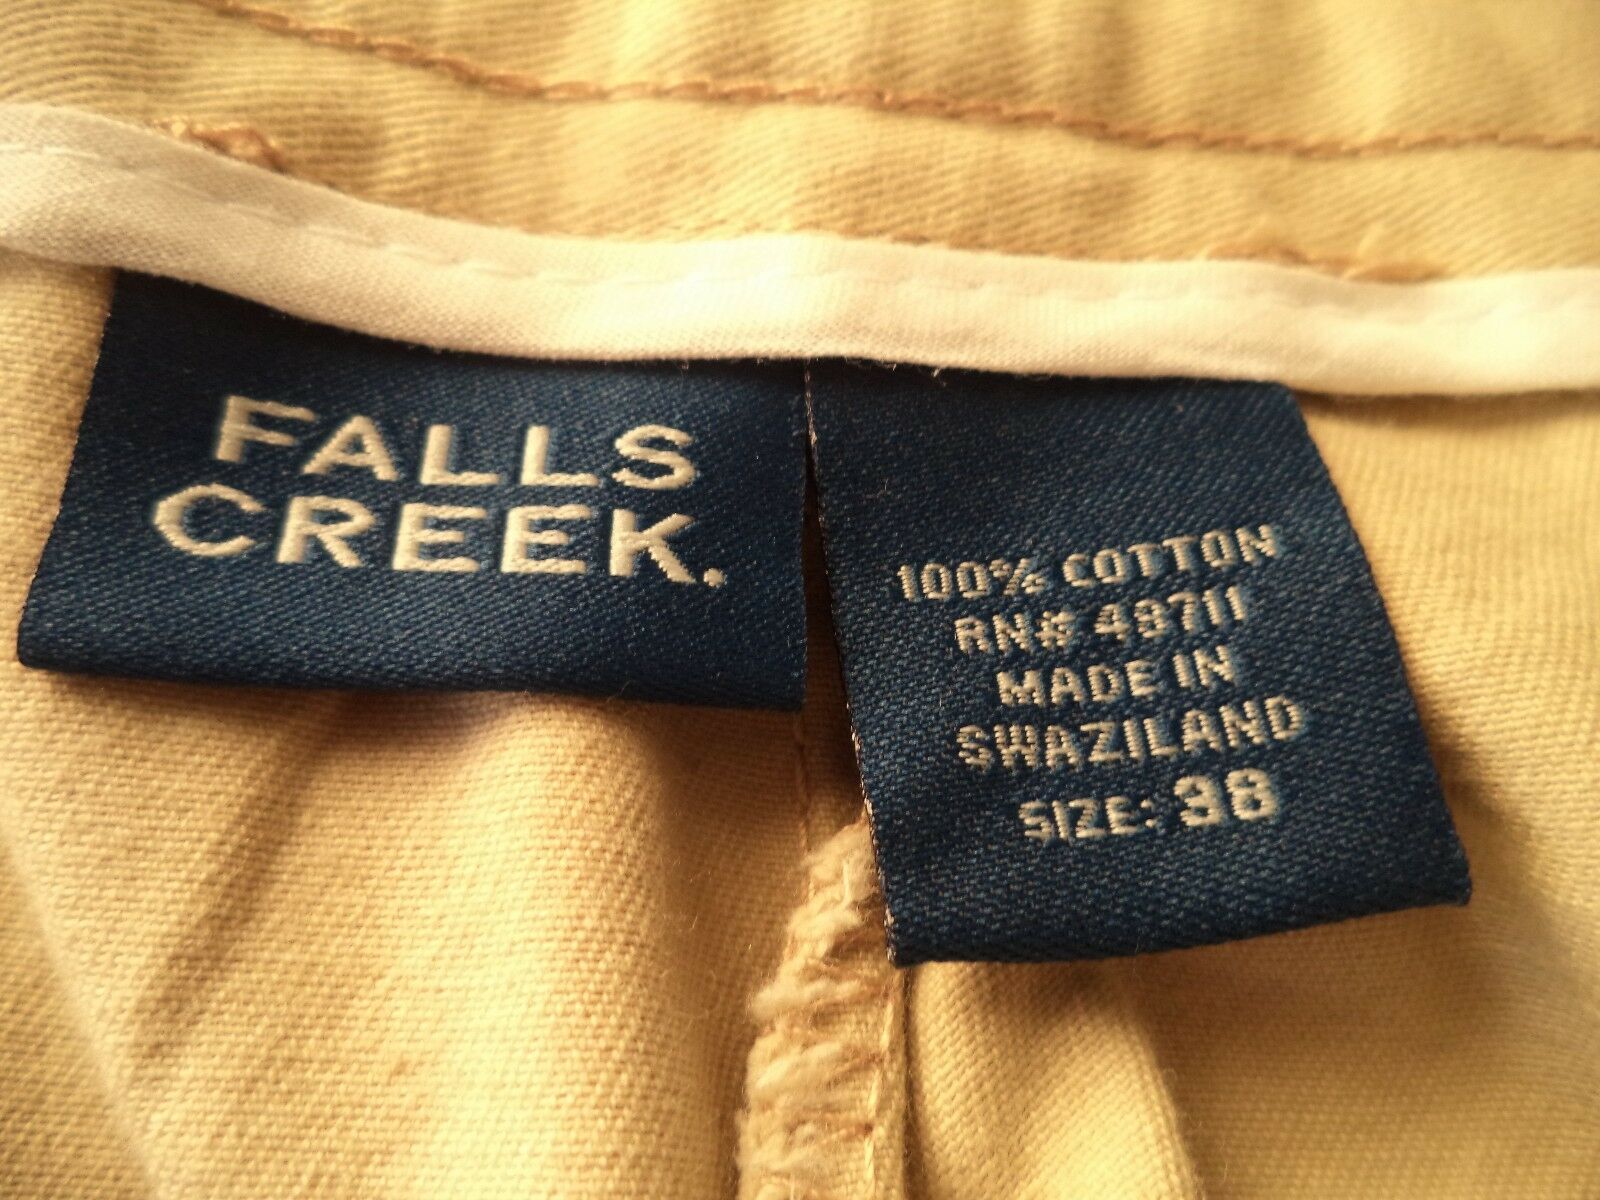 FALLS
CREEK.
100% COTTON
RN# 49711
MADE IN
SWAZILAND
SIZE: 38